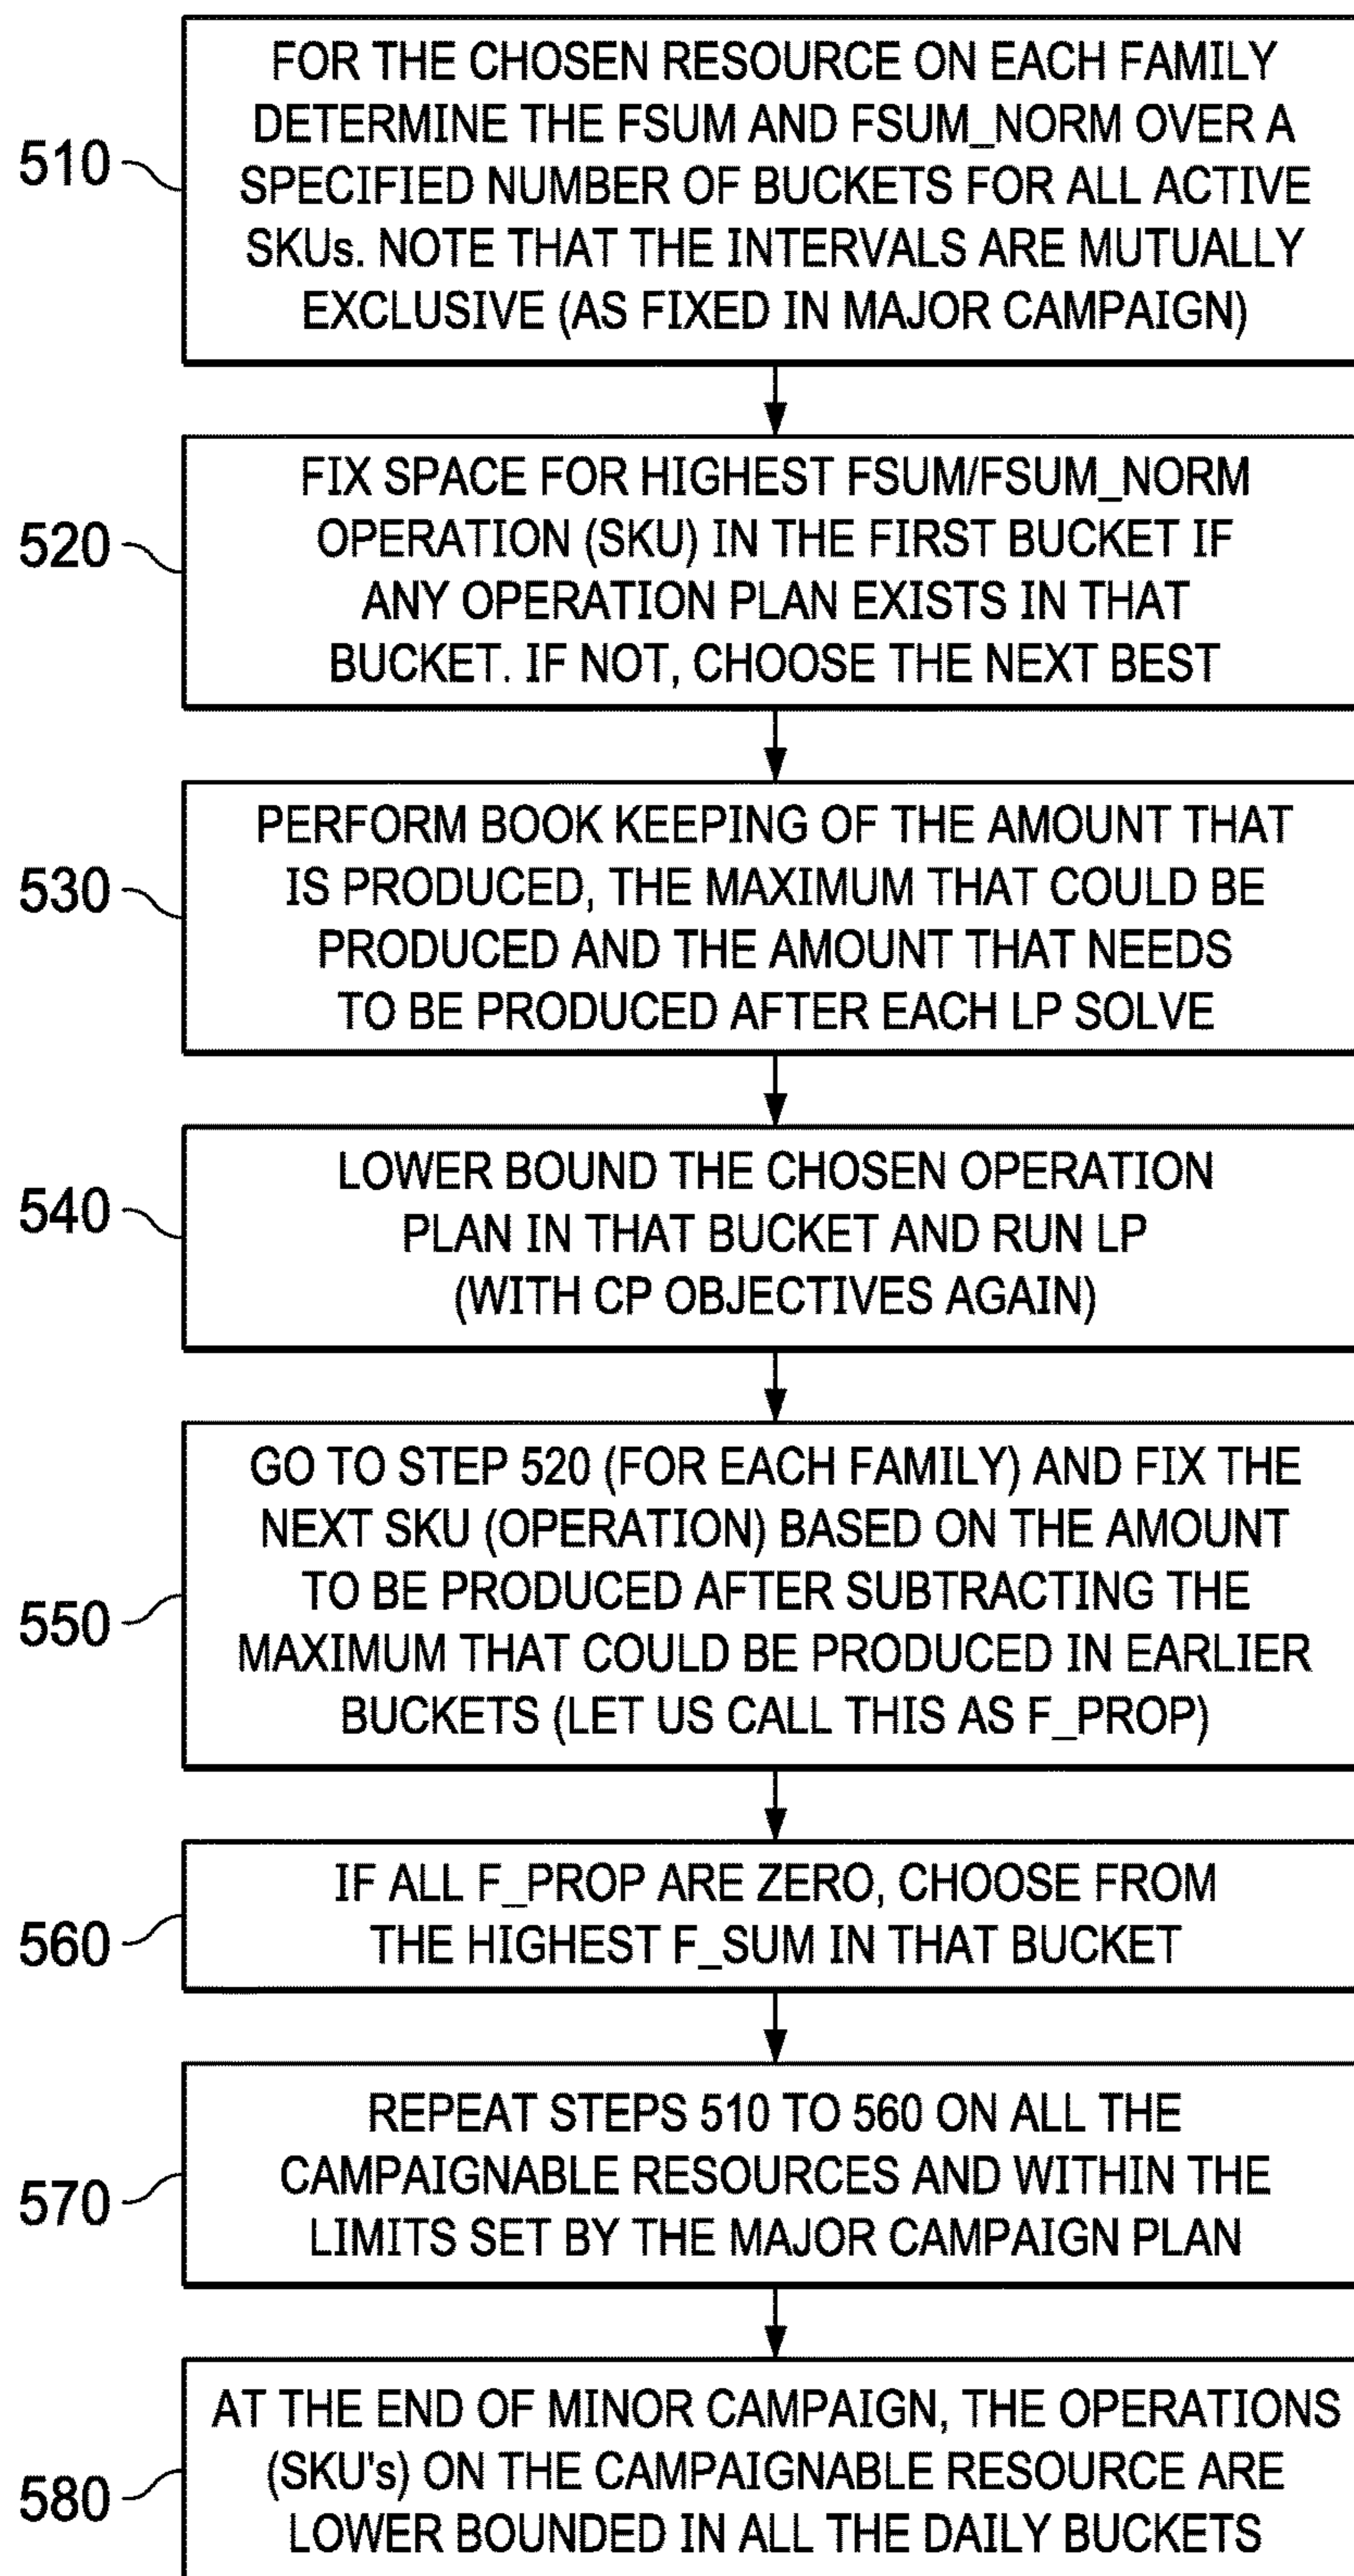 FOR THE CHOSEN RESOURCE ON EACH FAMILY
DETERMINE THE FSUM AND FSUM_NORM OVER A
SPECIFIED NUMBER OF BUCKETS FOR ALL ACTIVE
SKUs. NOTE THAT THE INTERVALS ARE MUTUALLY
EXCLUSIVE (AS FIXED IN MAJOR CAMPAIGN)
510
FIX SPACE FOR HIGHEST FSUM/FSUM_NORM
OPERATION (SKU) IN THE FIRST BUCKET IF
ANY OPERATION PLAN EXISTS IN THAT
BUCKET. IF NOT, CHOOSE THE NEXT BEST
520
PERFORM BOOK KEEPING OF THE AMOUNT THAT
IS PRODUCED, THE MAXIMUM THAT COULD BE
PRODUCED AND THE AMOUNT THAT NEEDS
TO BE PRODUCED AFTER EACH LP SOLVE
530
LOWER BOUND THE CHOSEN OPERATION
PLAN IN THAT BUCKET AND RUN LP
(WITH CP OBJECTIVES AGAIN)
540
GO TO STEP 520 (FOR EACH FAMILY) AND FIX THE
NEXT SKU (OPERATION) BASED ON THE AMOUNT
TO BE PRODUCED AFTER SUBTRACTING THE
MAXIMUM THAT COULD BE PRODUCED IN EARLIER
BUCKETS (LET US CALL THIS AS F_PROP)
550
IF ALL F_PROP ARE ZERO, CHOOSE FROM
THE HIGHEST F_SUM IN THAT BUCKET
560
REPEAT STEPS 510 TO 560 ON ALL THE
CAMPAIGNABLE RESOURCES AND WITHIN THE
LIMITS SET BY THE MAJOR CAMPAIGN PLAN
570
AT THE END OF MINOR CAMPAIGN, THE OPERATIONS
(SKU's) ON THE CAMPAIGNABLE RESOURCE ARE
LOWER BOUNDED IN ALL THE DAILY BUCKETS
580